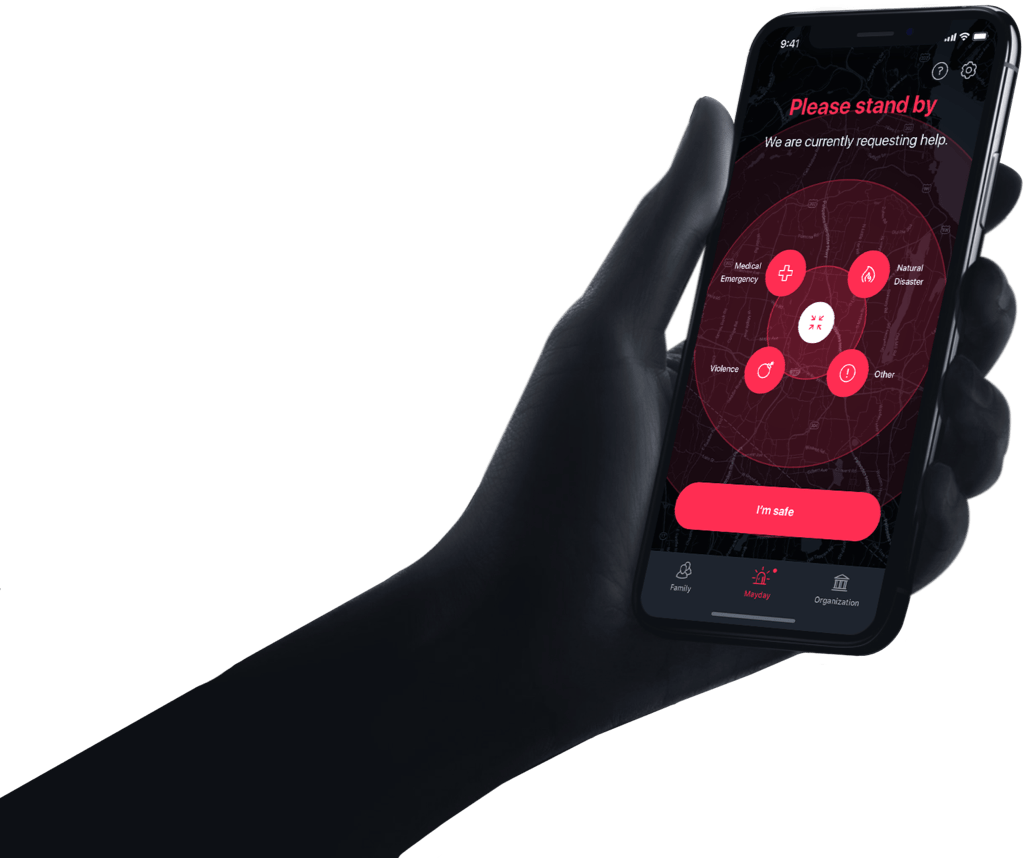 9:41
?
Please stand by
We are currently requesting help.
Medical
Emergency
Natural
Disaster
Violence
!
Other
I'm safe
Family
Mayday
Organization